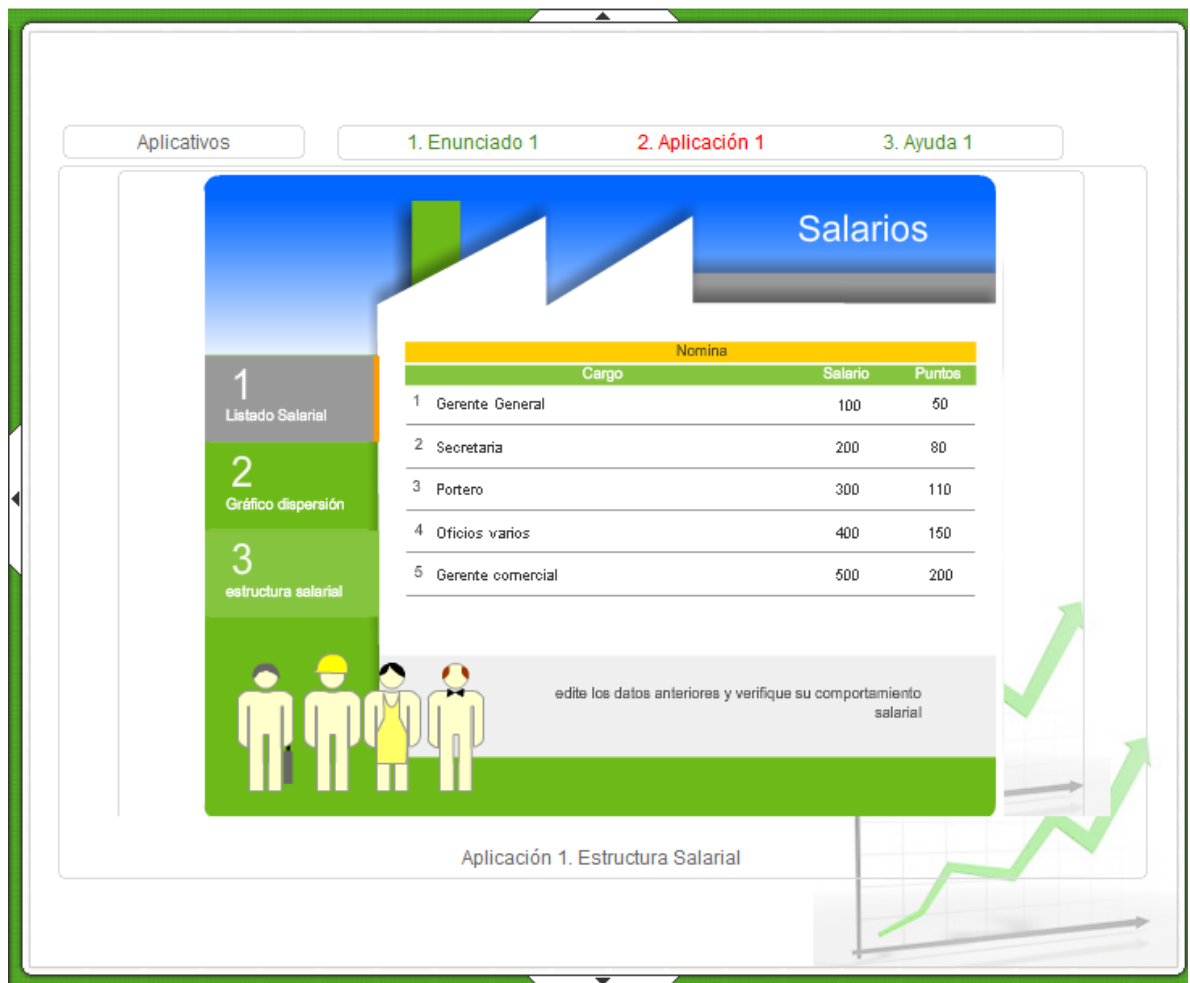 Aplicativos
1. Enunciado 1 2. Aplicación 1 3. Ayuda 1
Salarios
1
Listado Salarial
2
Gráfico dispersión
3
estructura salarial
Nomina
Cargo Salario Puntos
1 Gerente General 100 50
2 Secretaria 200 80
3 Portero 300 110
4 Oficios varios 400 150
5 Gerente comercial 500 200
edite los datos anteriores y verifique su comportamiento
salarial
Aplicación 1. Estructura Salarial